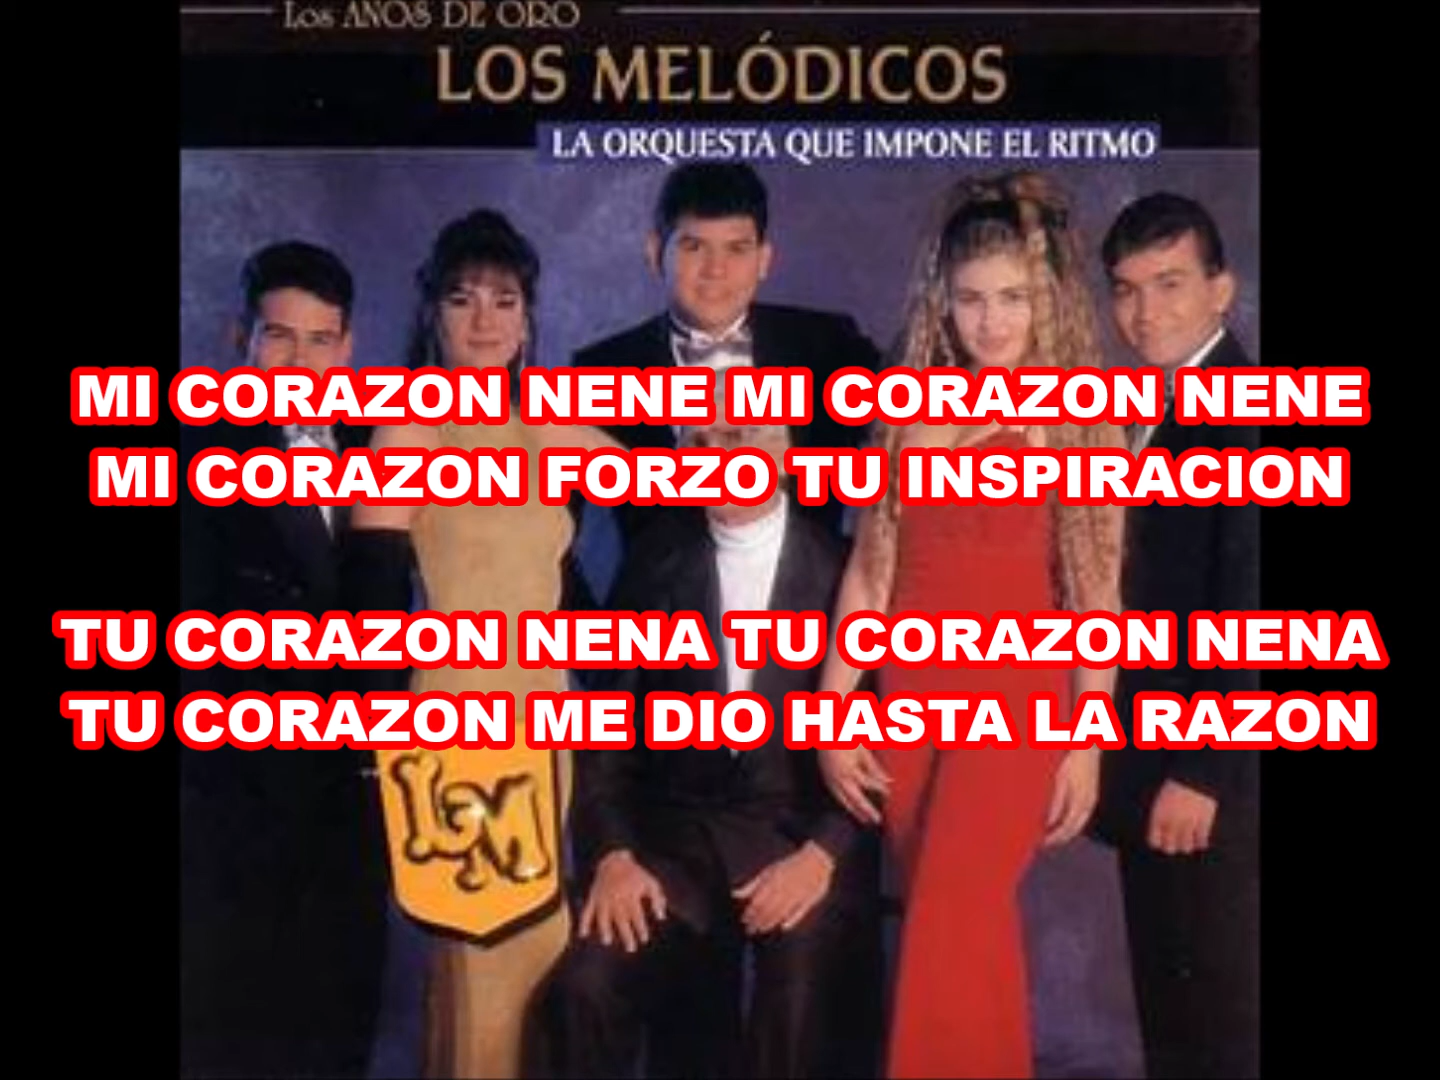 Los AÑOS DE ORO
LOS MELÓDICOS
LA ORQUESTA QUE IMPONE EL RITMO
MI CORAZON NENE MI CORAZON NENE
MI CORAZON FORZO TU INSPIRACION
TU CORAZON NENA TU CORAZON NENA
TU CORAZON ME DIO HASTA LA RAZON
LM